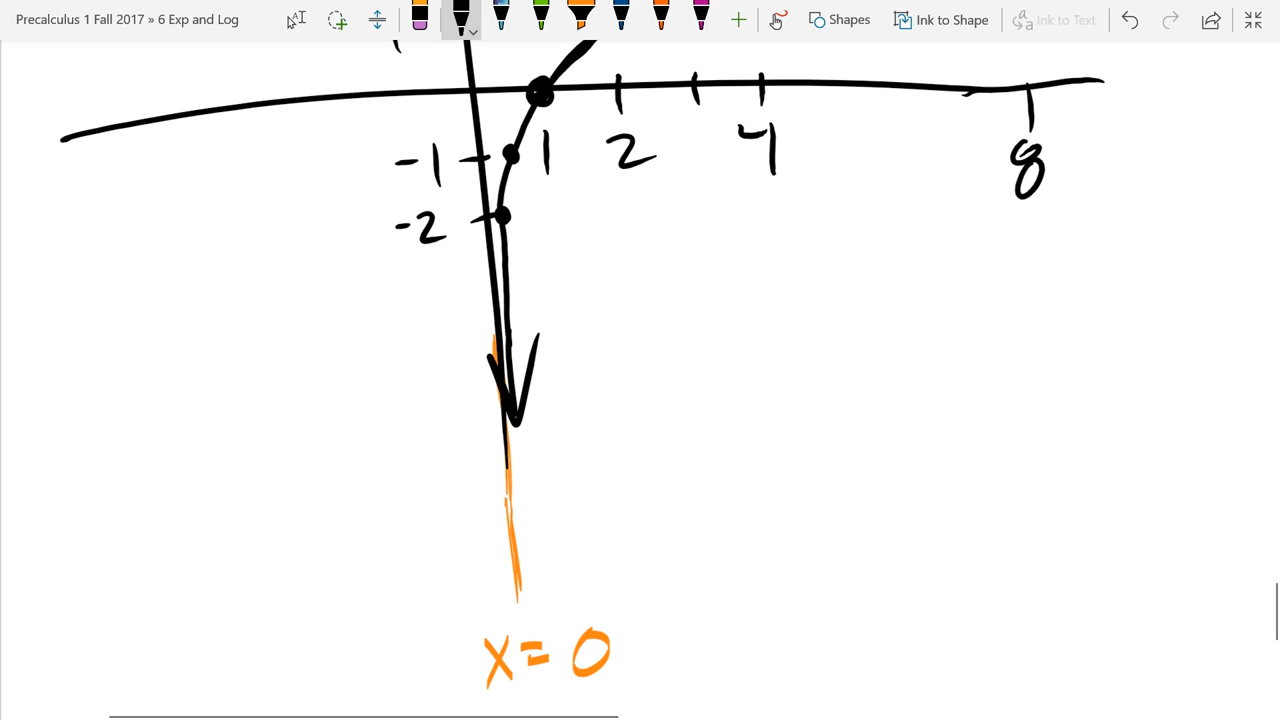 Precalculus 1 Fall 2017 » 6 Exp and Log
Shapes
Ink to Shape
Ink to Text
-1
1
2
4
8
-2
x = 0